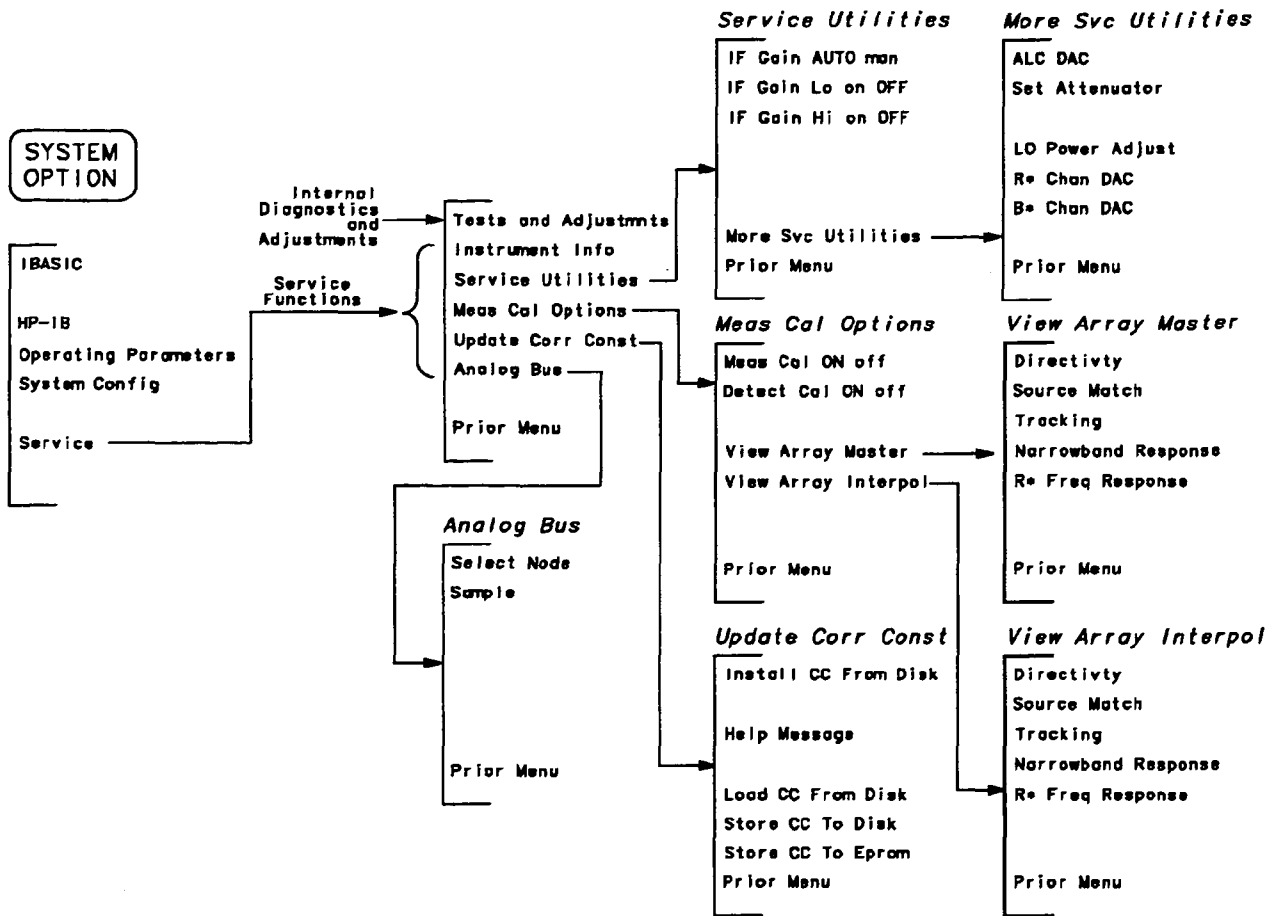 SYSTEM
OPTION
IBASIC
HP-IB
Operating Parameters
System Config
Service
Internal
Diagnostics
and
Adjustments
Service
Functions
Tests and Adjustmnts
Instrument Info
Service Utilities
Meas Cal Options
Update Corr Const
Analog Bus
Prior Menu
Analog Bus
Select Node
Sample
Prior Menu
Service Utilities
IF Gain AUTO man
IF Gain Lo on OFF
IF Gain Hi on OFF
More Svc Utilities
Prior Menu
Meas Cal Options
Meas Cal ON off
Detect Cal ON off
View Array Master
View Array Interpol
Prior Menu
Update Corr Const
Install CC From Disk
Help Message
Load CC From Disk
Store CC To Disk
Store CC To Eprom
Prior Menu
More Svc Utilities
ALC DAC
Set Attenuator
LO Power Adjust
R* Chan DAC
B* Chan DAC
Prior Menu
View Array Master
Directivty
Source Match
Tracking
Narrowband Response
R* Freq Response
Prior Menu
View Array Interpol
Directivty
Source Match
Tracking
Narrowband Response
R* Freq Response
Prior Menu